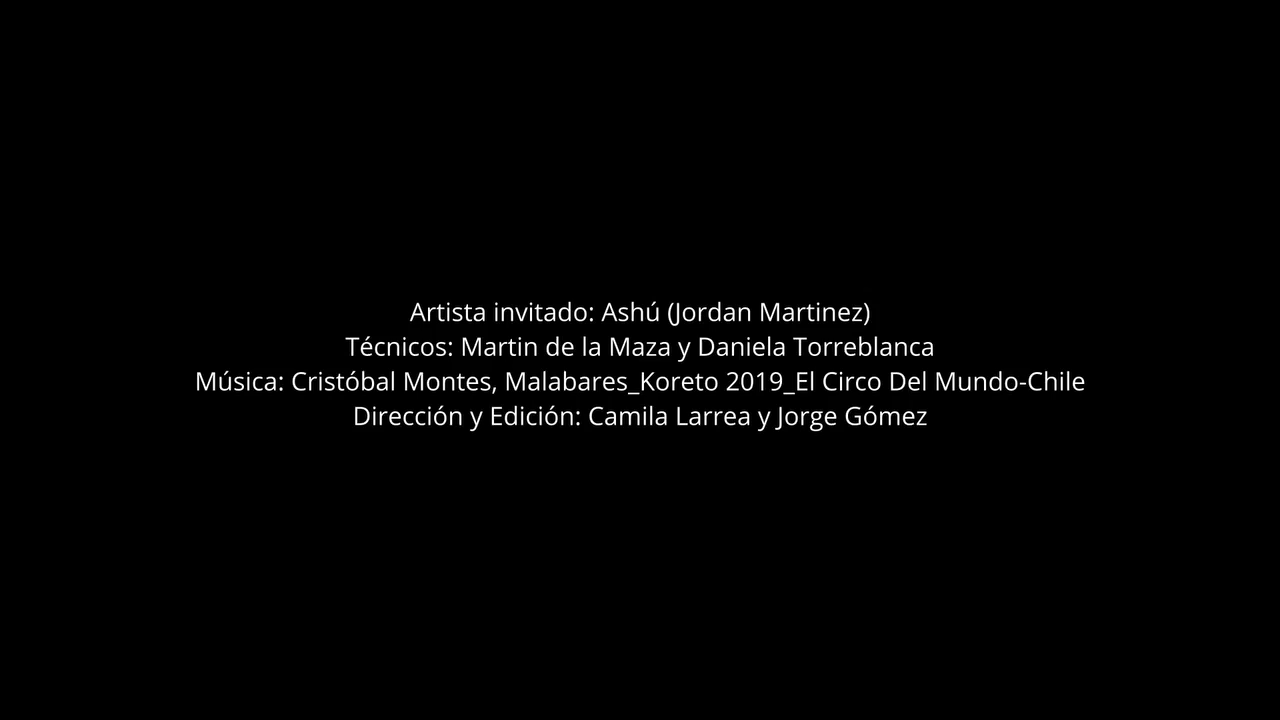 Artista invitado: Ashú (Jordan Martinez)
Técnicos: Martin de la Maza y Daniela Torreblanca
Música: Cristóbal Montes, Malabares_Koreto 2019_El Circo Del Mundo-Chile
Dirección y Edición: Camila Larrea y Jorge Gómez